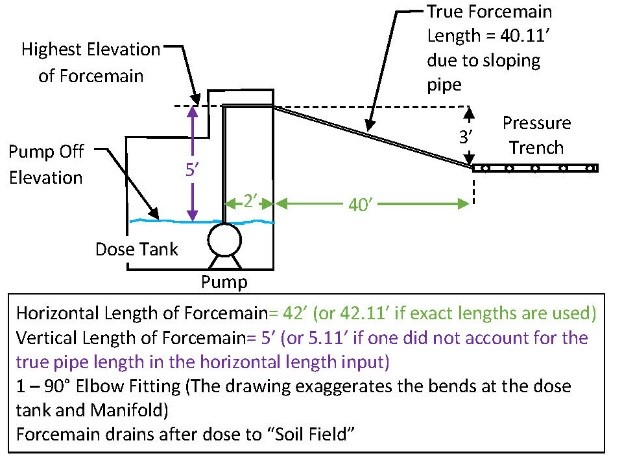 True Forcemain
Length = 40.11’
due to sloping
pipe
Highest Elevation
of Forcemain
3’
Pressure
Trench
Pump Off
Elevation
5’
2’
40’
Dose Tank
Pump
Horizontal Length of Forcemain= 42’ (or 42.11’ if exact lengths are used)
Vertical Length of Forcemain= 5’ (or 5.11’ if one did not account for the
true pipe length in the horizontal length input)
1 – 90° Elbow Fitting (The drawing exaggerates the bends at the dose
tank and Manifold)
Forcemain drains after dose to “Soil Field”